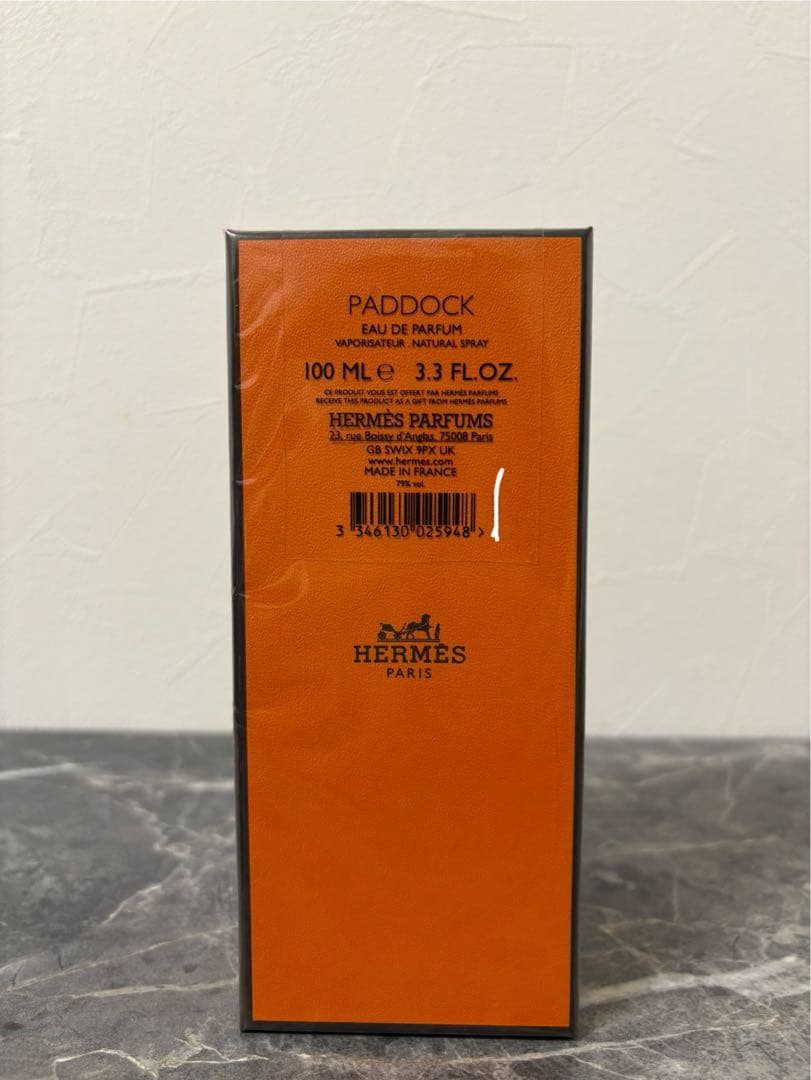 PADDOCK
EAU DE PARFUM
VAPORISATEUR . NATURAL SPRAY
100 ML ℮ 3.3 FL.OZ.
CE PRODUIT VOUS EST OFFERT PAR HERMÈS PARFUMS
RECEIVE THIS PRODUCT AS A GIFT FROM HERMÈS PARFUMS
HERMÈS PARFUMS
23, rue Boissy d'Anglas, 75008 Paris
GB SWIX 9PX UK
www.hermes.com
MADE IN FRANCE
79% vol.
3 346130 025948 >
HERMÈS
PARIS